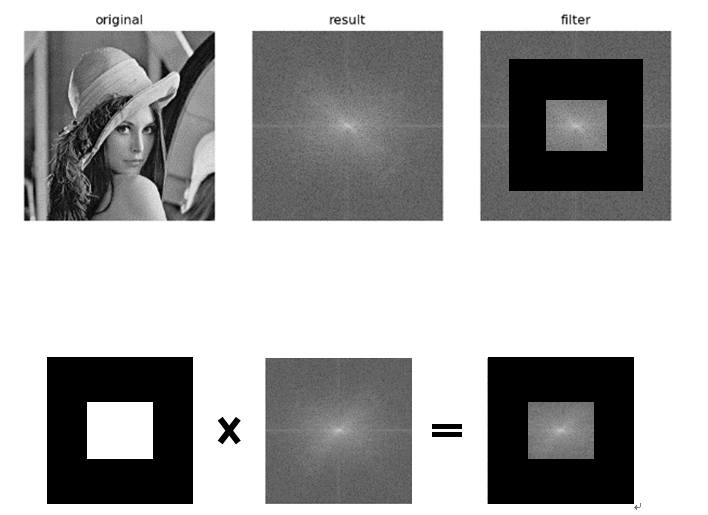 original result filter
× =